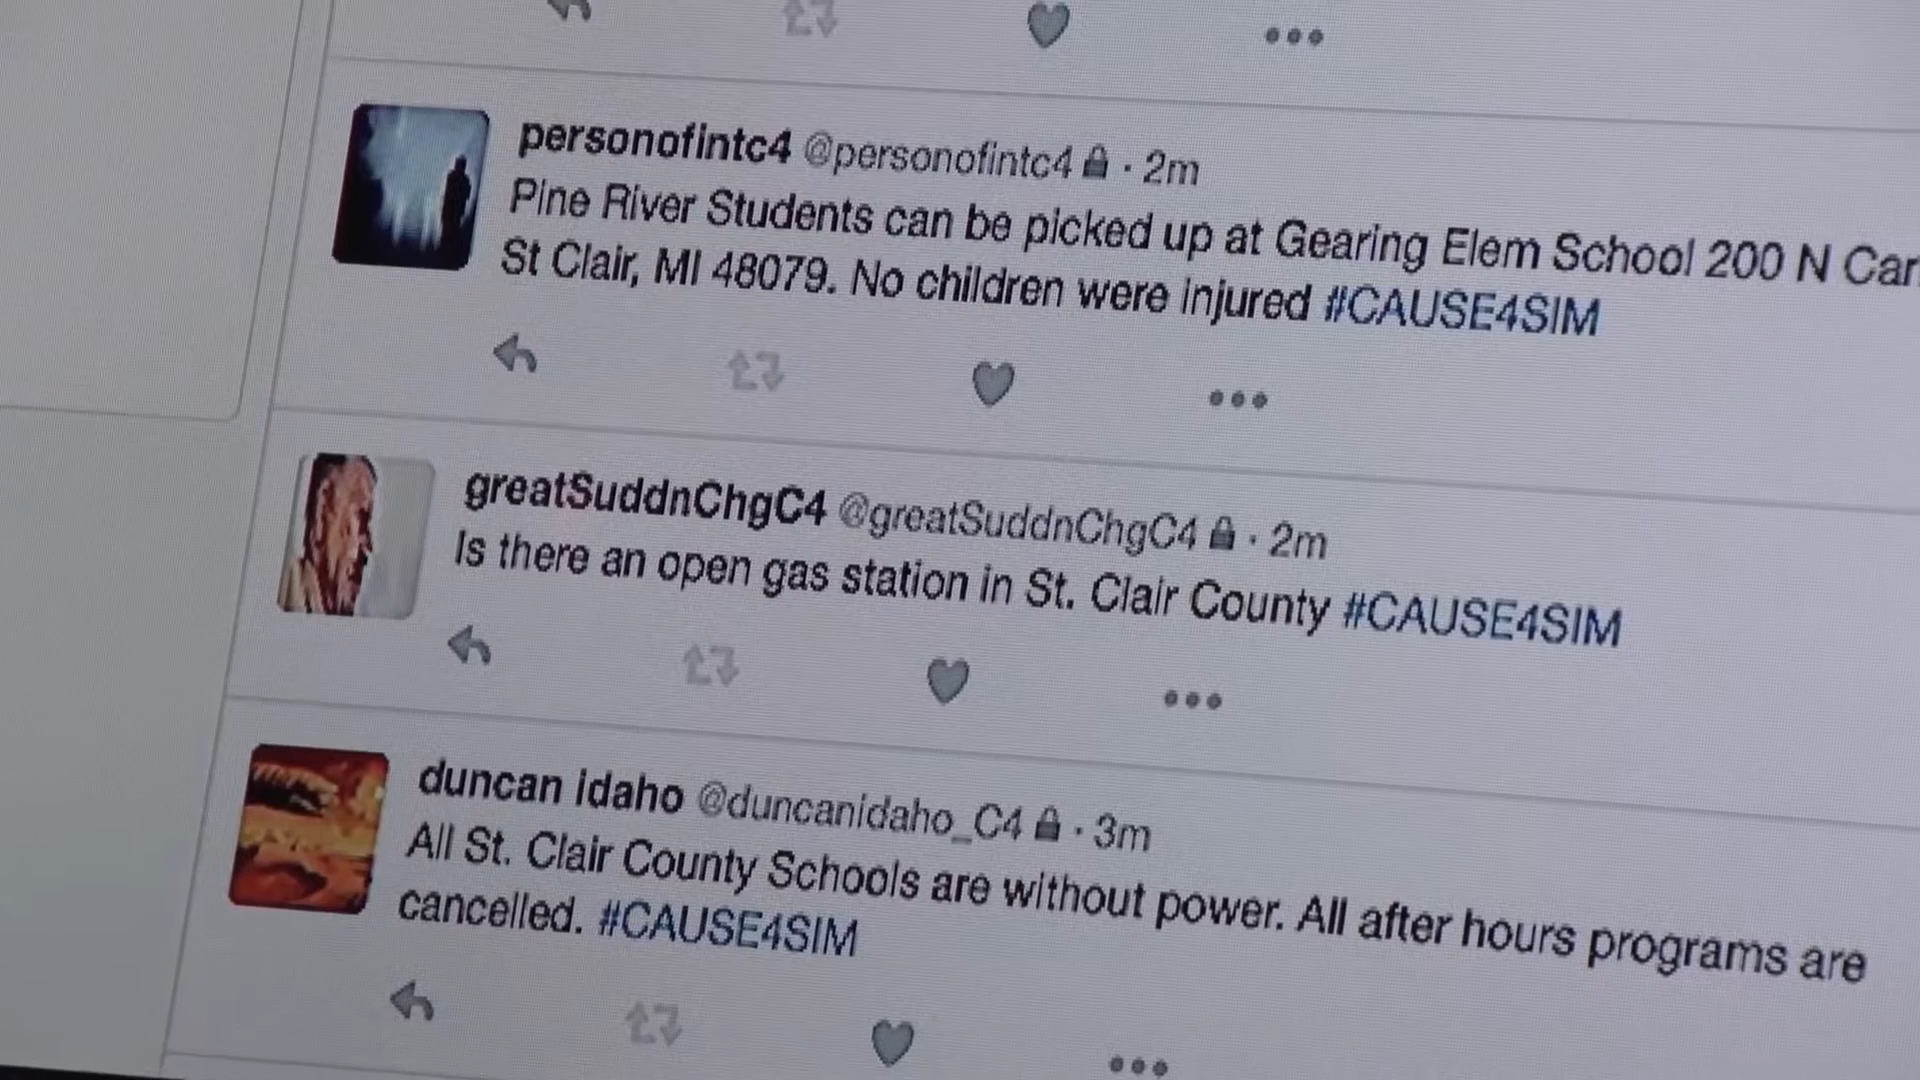 personofintc4 @personofintc4 · 2m
Pine River Students can be picked up at Gearing Elem School 200 N
St Clair, MI 48079. No children were injured #CAUSE4SIM
greatSuddnChgC4 @greatSuddnChgC4 · 2m
Is there an open gas station in St. Clair County #CAUSE4SIM
duncan idaho @duncanidaho_C4 · 3m
All St. Clair County Schools are without power. All after hours programs are
cancelled. #CAUSE4SIM